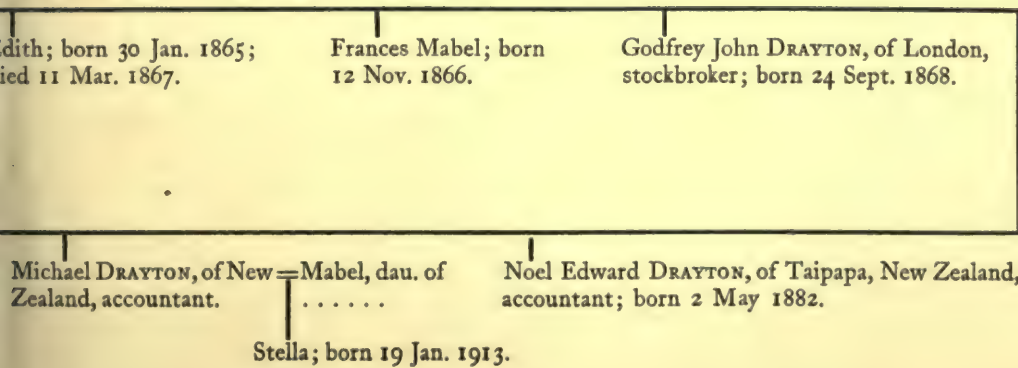 dith; born 30 Jan. 1865;
ied 11 Mar. 1867.
Frances Mabel; born
12 Nov. 1866.
Godfrey John DRAYTON, of London,
stockbroker; born 24 Sept. 1868.
Michael DRAYTON, of New
Zealand, accountant.
=Mabel, dau. of
......
Noel Edward DRAYTON, of Taipapa, New Zealand,
accountant; born 2 May 1882.
Stella; born 19 Jan. 1913.